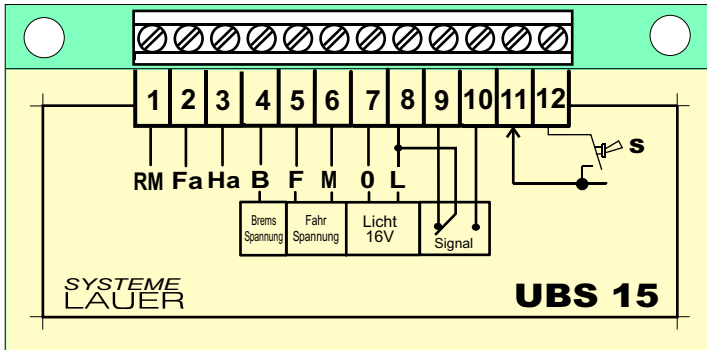 1 2 3 4 5 6 7 8 9 10 11 12
S
RM Fa Ha B F M 0 L
Brems Spannung
Fahr Spannung
Licht 16V
Signal
SYSTEME
LAUER
UBS 15